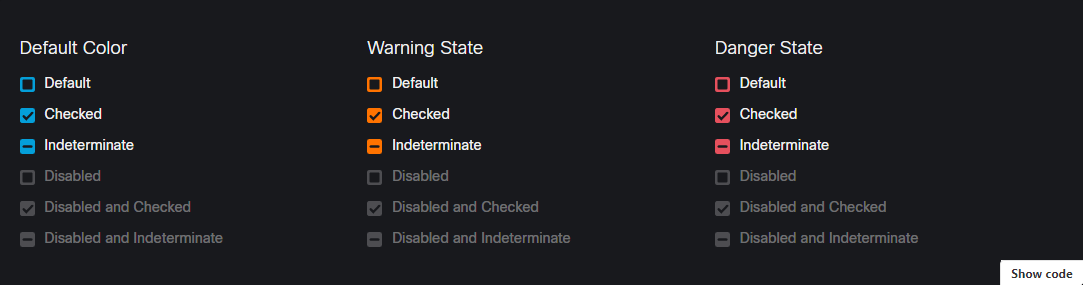 Default Color
Default
Checked
Indeterminate
Disabled
Disabled and Checked
Disabled and Indeterminate
Warning State
Default
Checked
Indeterminate
Disabled
Disabled and Checked
Disabled and Indeterminate
Danger State
Default
Checked
Indeterminate
Disabled
Disabled and Checked
Disabled and Indeterminate
Show code